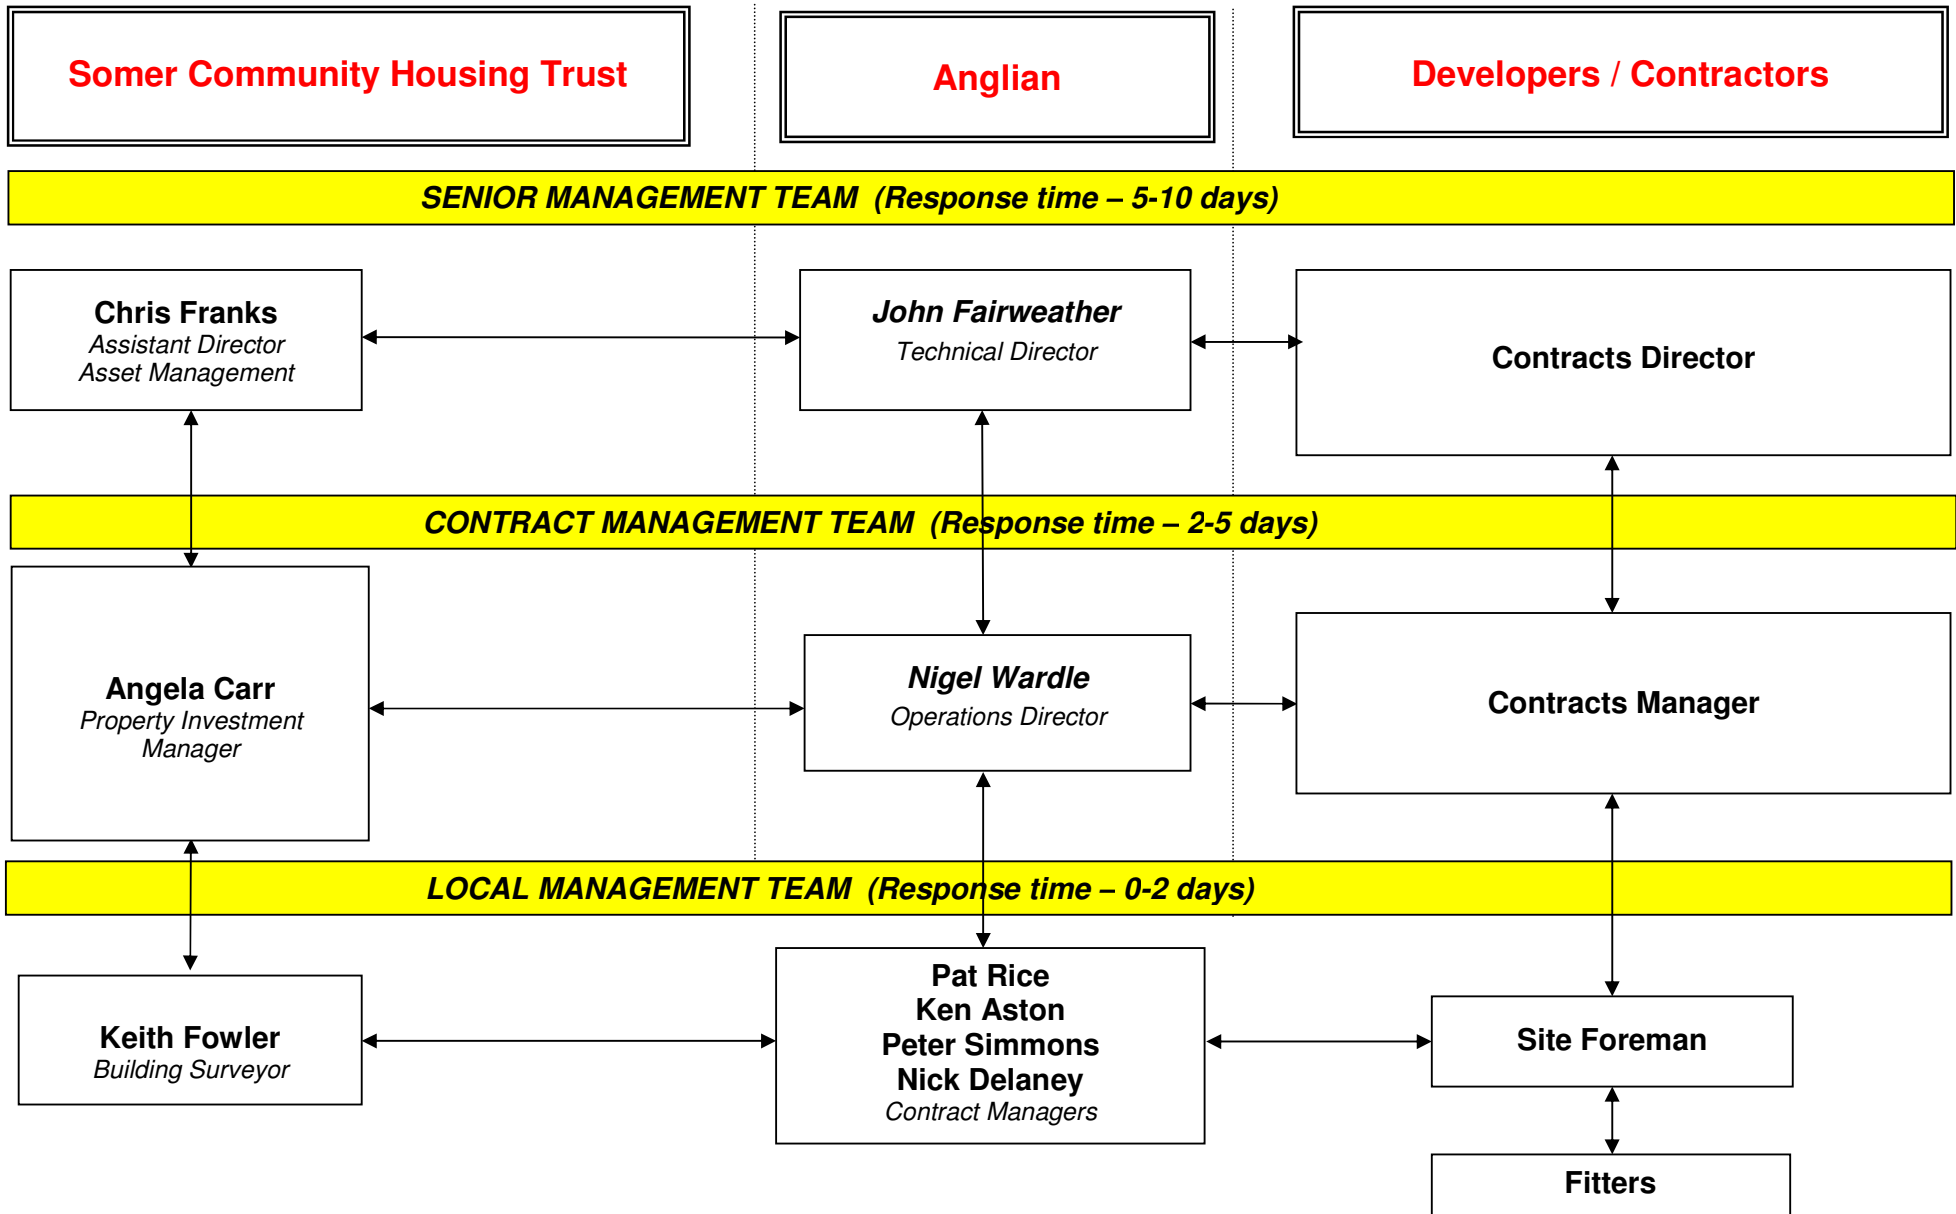 Somer Community Housing Trust
Anglian
Developers / Contractors
SENIOR MANAGEMENT TEAM (Response time – 5-10 days)
Chris Franks
Assistant Director
Asset Management
John Fairweather
Technical Director
Contracts Director
CONTRACT MANAGEMENT TEAM (Response time – 2-5 days)
Angela Carr
Property Investment
Manager
Nigel Wardle
Operations Director
Contracts Manager
LOCAL MANAGEMENT TEAM (Response time – 0-2 days)
Keith Fowler
Building Surveyor
Pat Rice
Ken Aston
Peter Simmons
Nick Delaney
Contract Managers
Site Foreman
Fitters